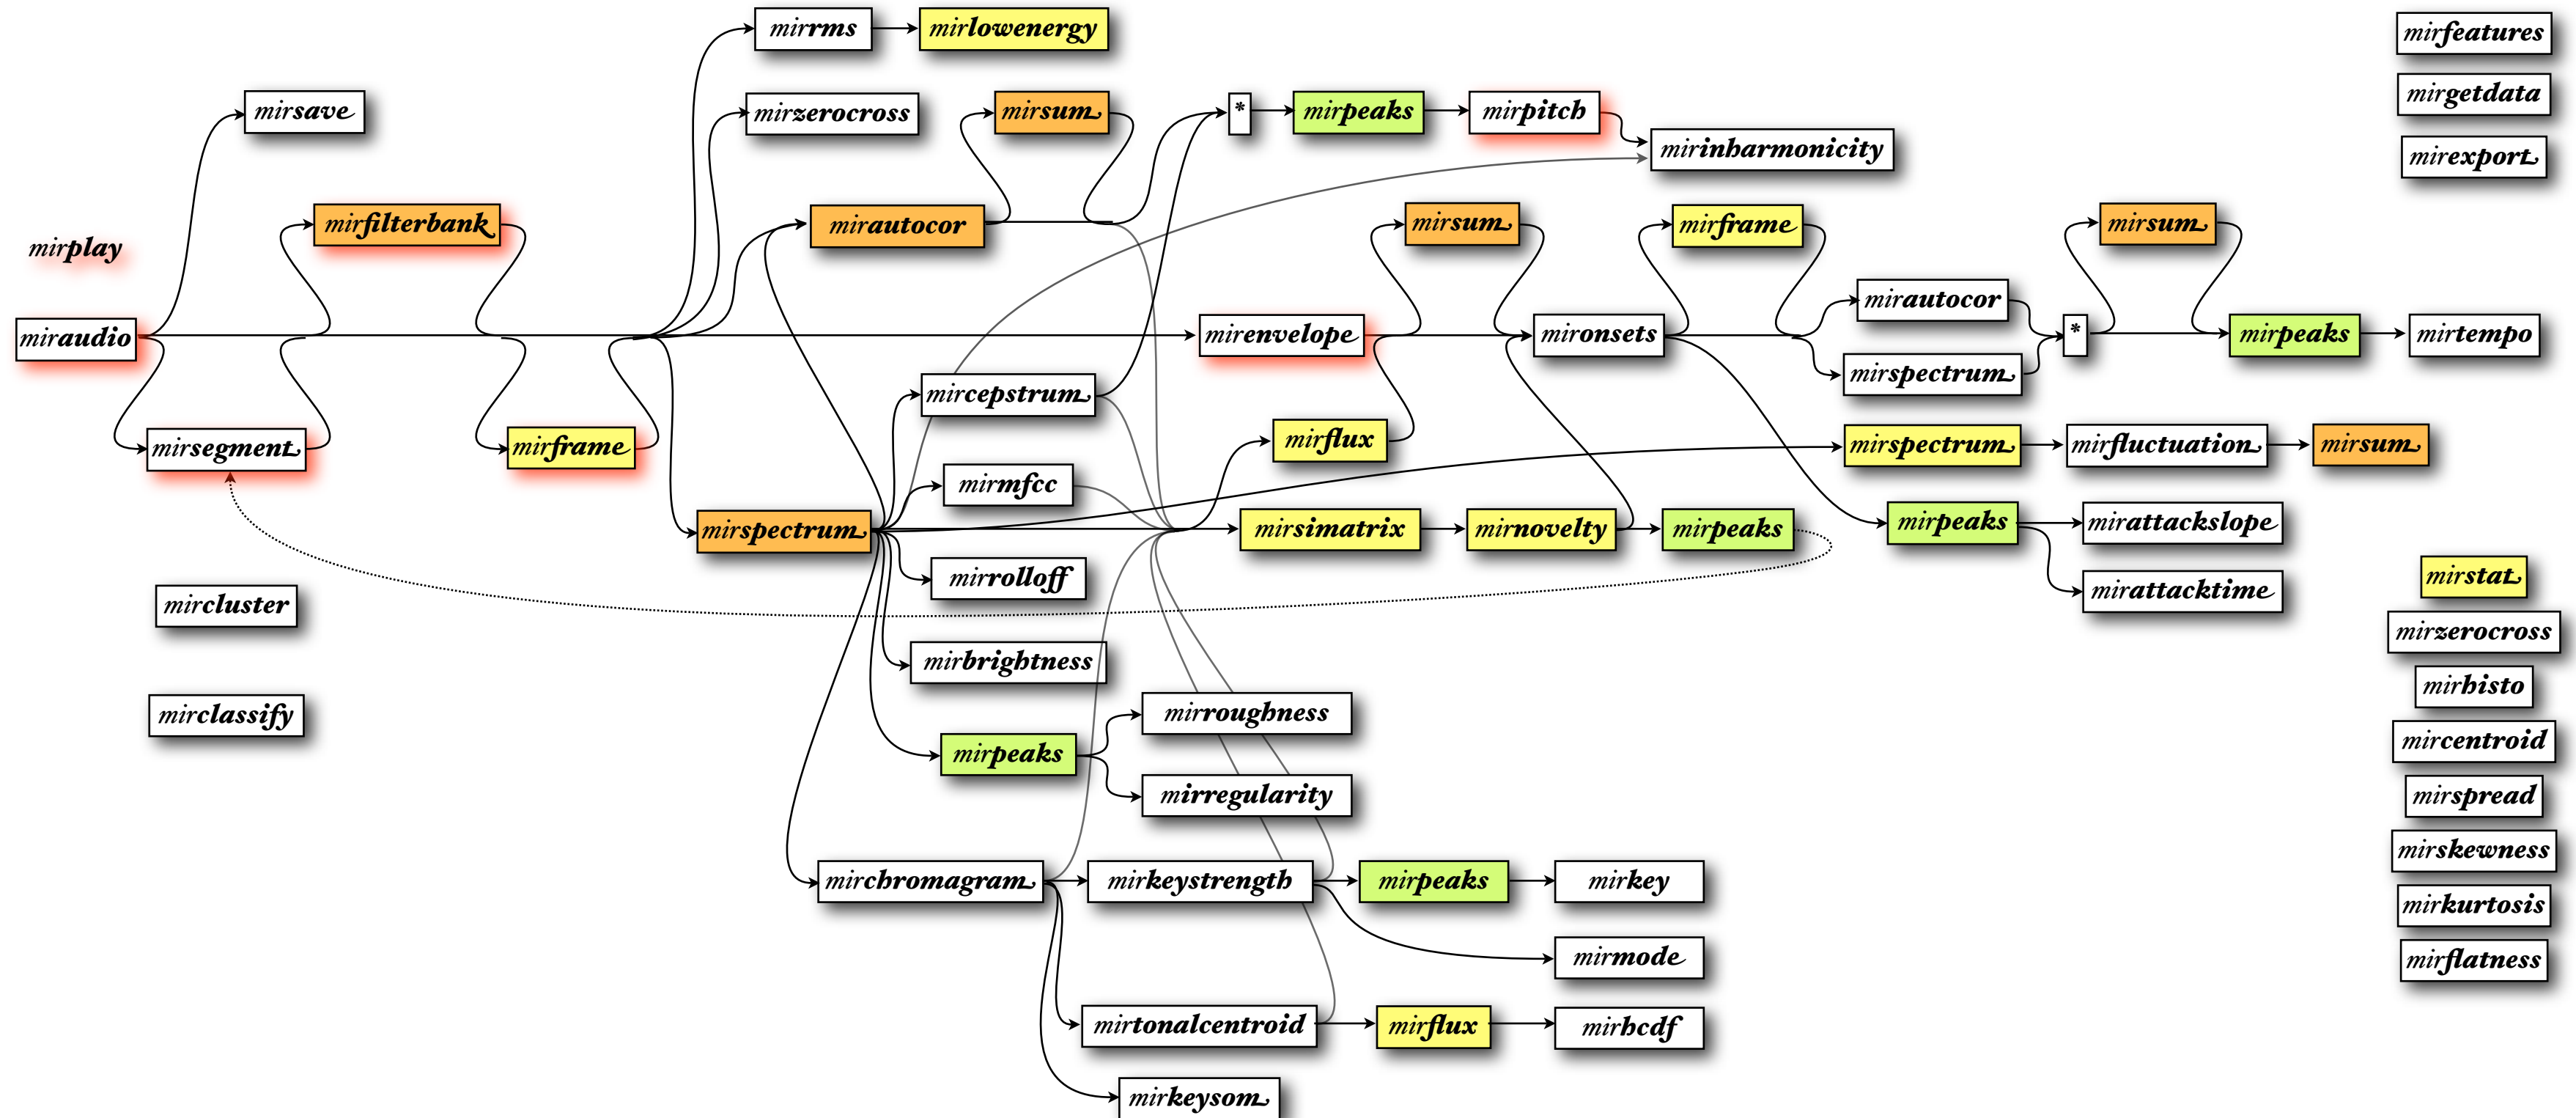 mirrms
mirlowenergy
mirfeatures
mirsave
mirzerocross
mirsum
*
mirpeaks
mirpitch
mirinharmonicity
mirgetdata
mirexport
mirplay
mirfilterbank
mirautocor
mirsum
mirframe
mirsum
miraudio
mirenvelope
mironsets
mirautocor
mirspectrum
*
mirpeaks
mirtempo
mirsegment
mirframe
mircepstrum
mirflux
mirspectrum
mirfluctuation
mirsum
mirmfcc
mirspectrum
mirsimatrix
mirnovelty
mirpeaks
mirpeaks
mirattackslope
mirattacktime
mirrolloff
mircluster
mirbrightness
mirclassify
mirroughness
mirpeaks
mirregularity
mirstat
mirzerocross
mirhisto
mircentroid
mirspread
mirskewness
mirkurtosis
mirflatness
mirchromagram
mirkeystrength
mirpeaks
mirkey
mirmode
mirtonalcentroid
mirflux
mirhcdf
mirkeysom